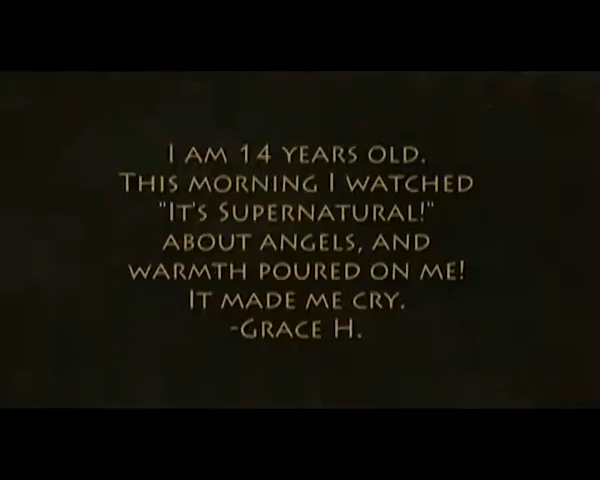 I AM 14 YEARS OLD.
THIS MORNING I WATCHED
"IT'S SUPERNATURAL!"
ABOUT ANGELS, AND
WARMTH POURED ON ME!
IT MADE ME CRY.
-GRACE H.